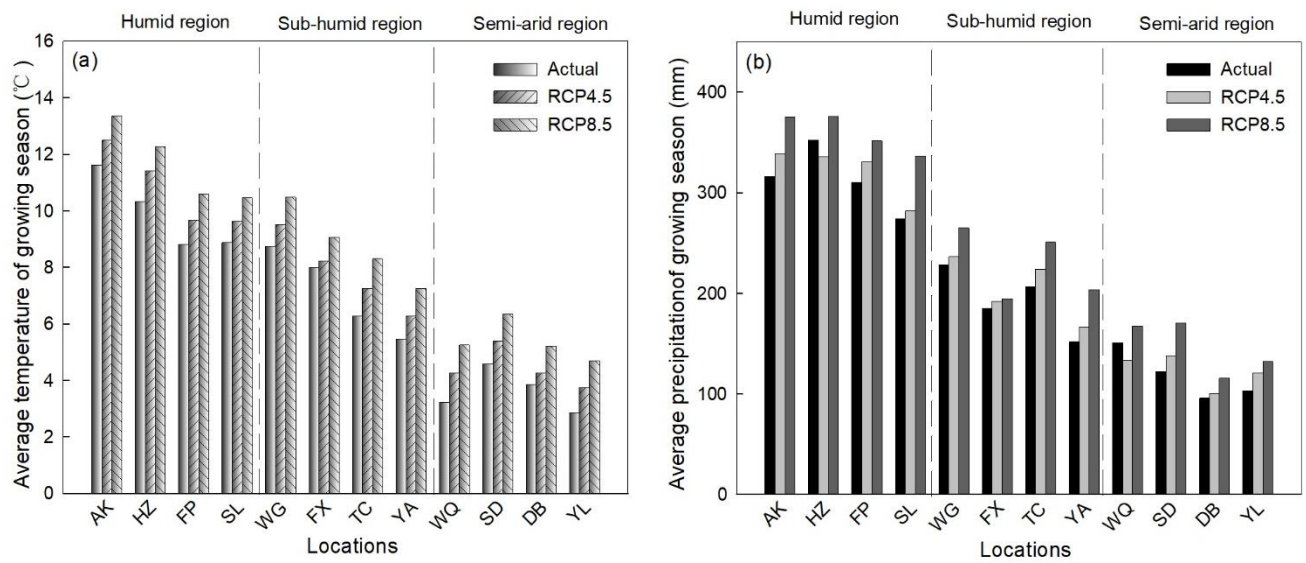 Humid region Sub-humid region Semi-arid region
(a)
Actual
RCP4.5
RCP8.5
Average temperature of growing season (℃)
16
14
12
10
8
6
4
2
0
AK HZ FP SL WG FX TC YA WQ SD DB YL
Locations
Humid region Sub-humid region Semi-arid region
(b)
Actual
RCP4.5
RCP8.5
Average precipitationof growing season (mm)
400
300
200
100
0
AK HZ FP SL WG FX TC YA WQ SD DB YL
Locations